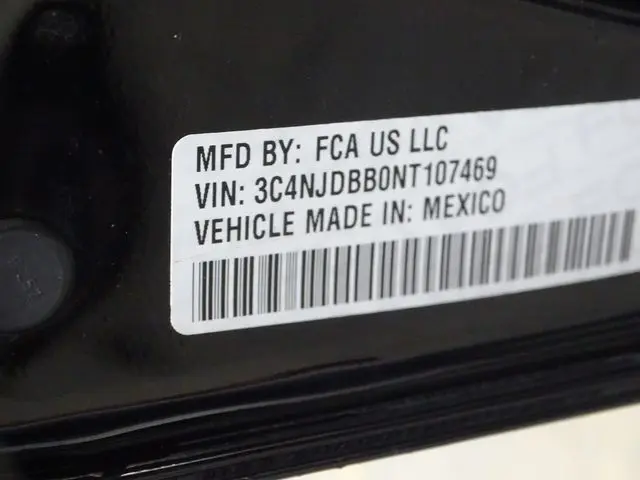 MFD BY: FCA US LLC
VIN: 3C4NJDBB0NT107469
VEHICLE MADE IN: MEXICO